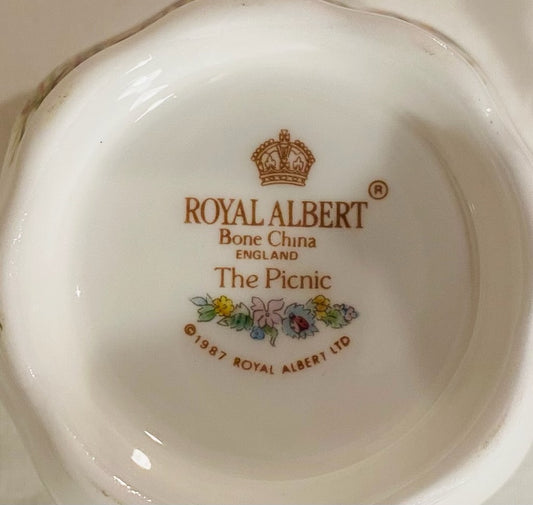 ROYAL ALBERT ®
Bone China
ENGLAND
The Picnic
©1987 ROYAL ALBERT LTD